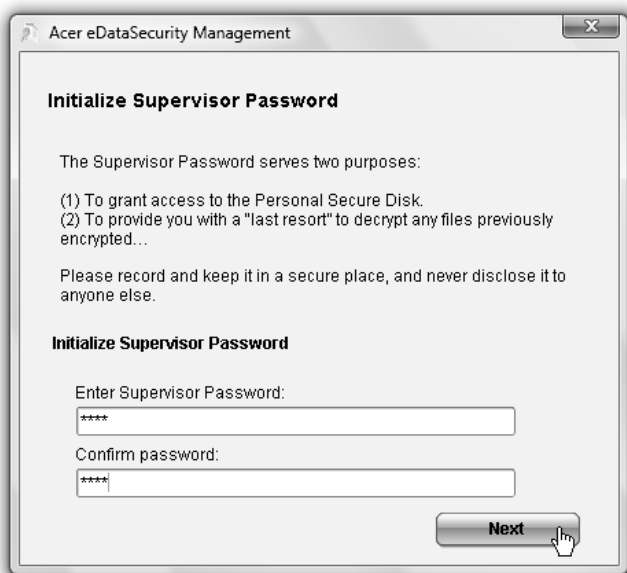 Acer eDataSecurity Management
Initialize Supervisor Password
The Supervisor Password serves two purposes:
(1) To grant access to the Personal Secure Disk.
(2) To provide you with a "last resort" to decrypt any files previously
encrypted...
Please record and keep it in a secure place, and never disclose it to
anyone else.
Initialize Supervisor Password
Enter Supervisor Password:
****
Confirm password:
****
Next